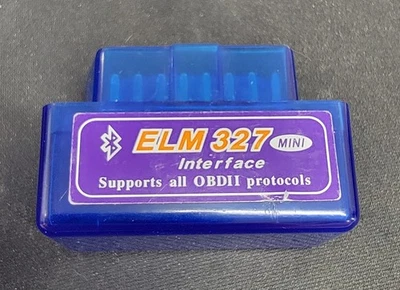 ELM 327 MINI
Interface
Supports all OBDII protocols